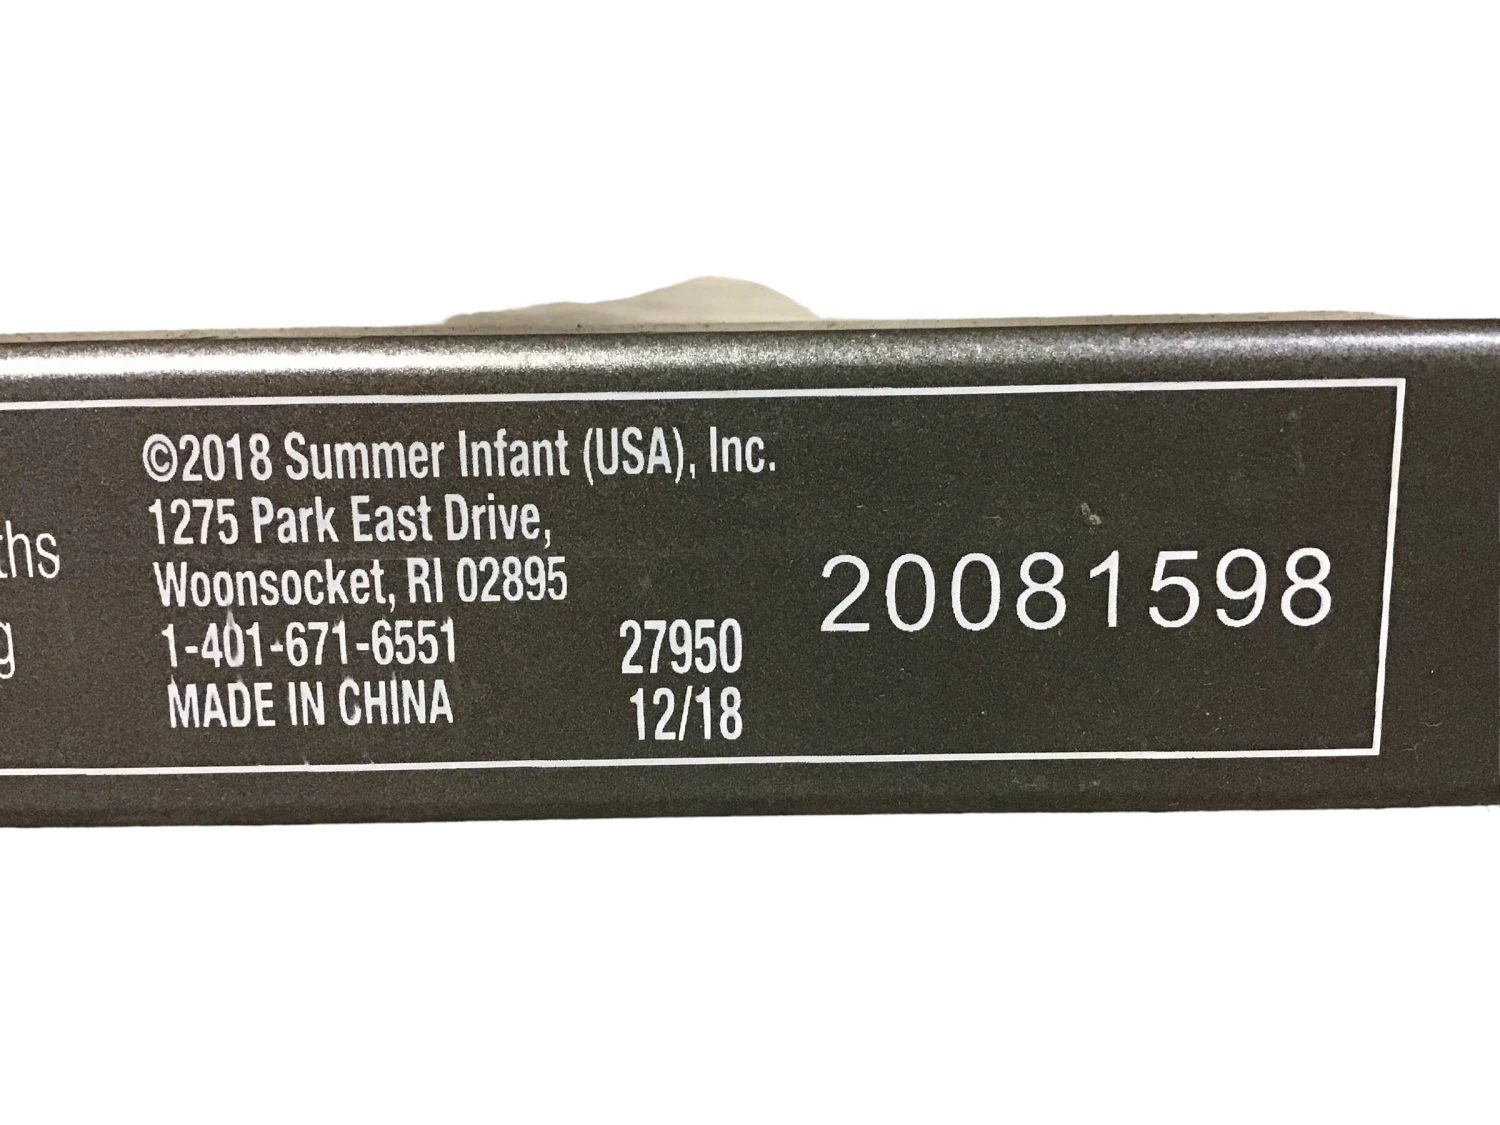 ths
g
©2018 Summer Infant (USA), Inc.
1275 Park East Drive,
Woonsocket, RI 02895
1-401-671-6551
MADE IN CHINA
27950
12/18
20081598